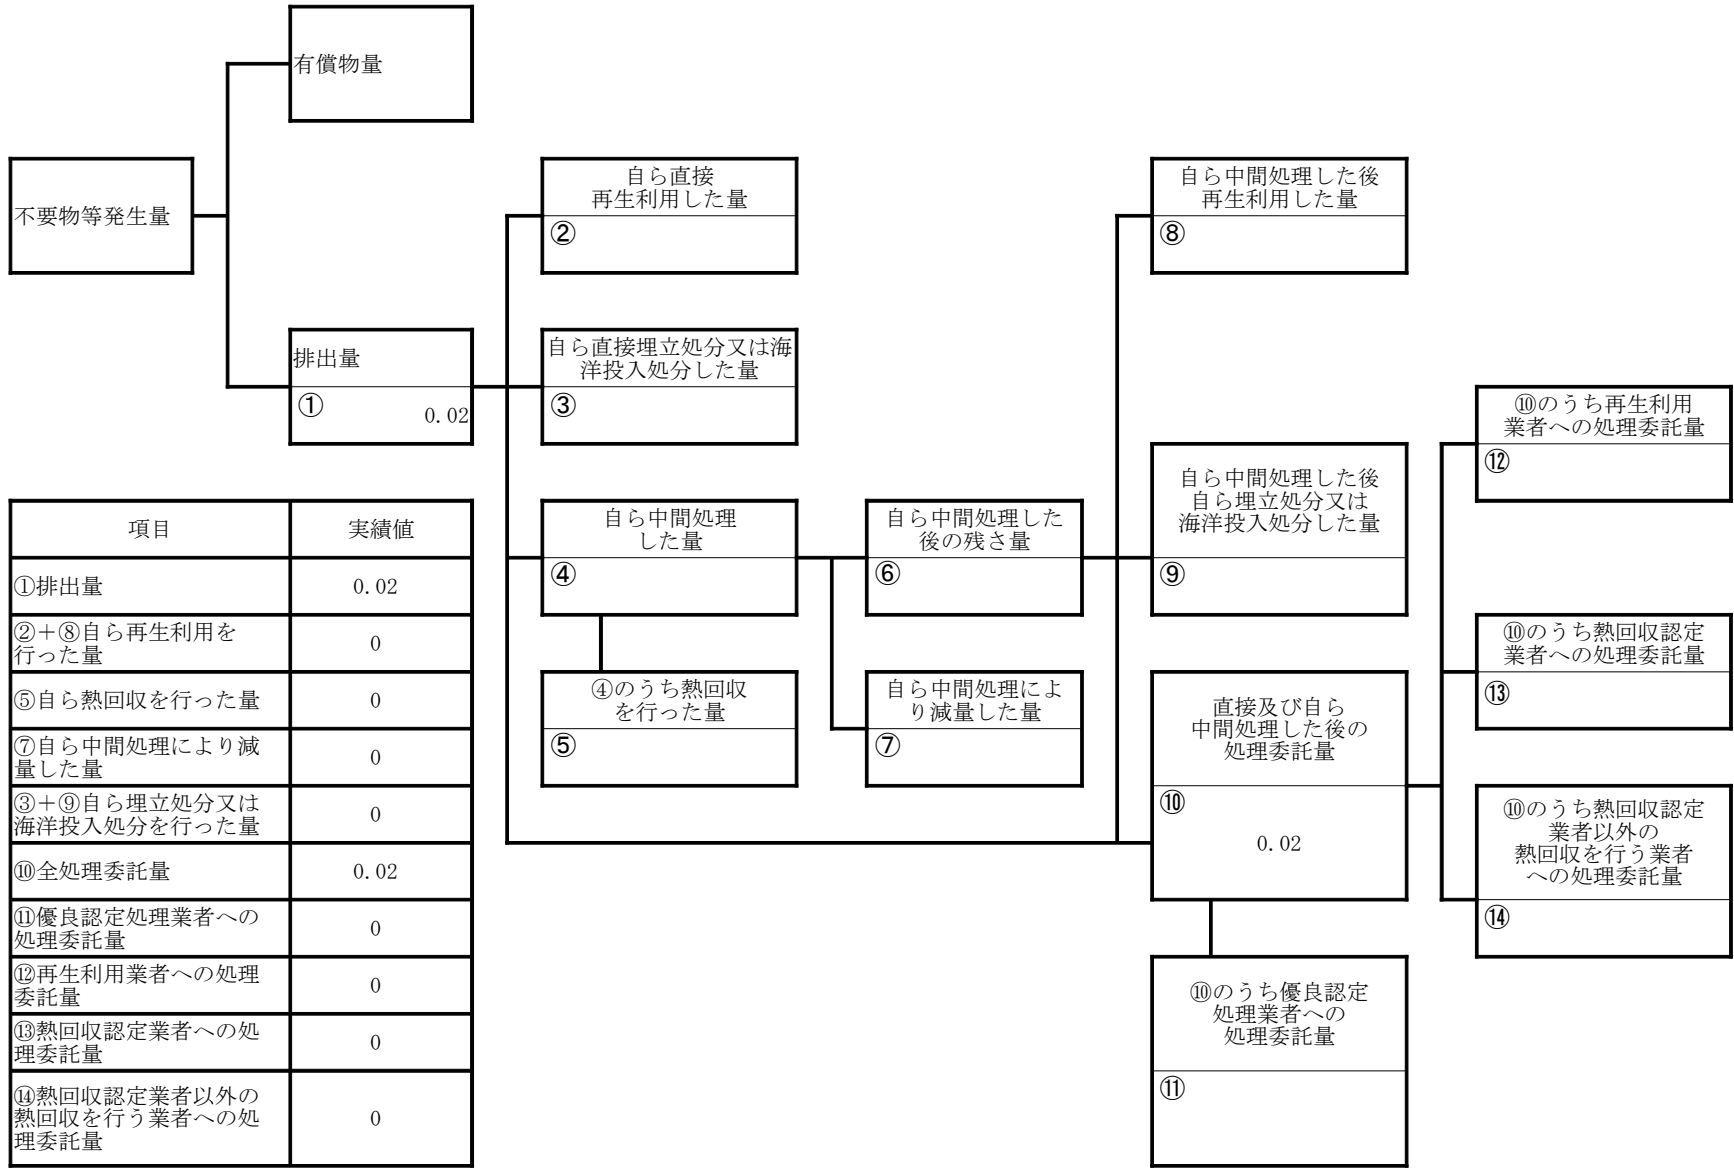 有償物量
不要物等発生量
排出量
①
0.02
自ら直接
再生利用した量
②
自ら直接埋立処分又は海
洋投入処分した量
③
自ら中間処理
した量
④
④のうち熱回収
を行った量
⑤
自ら中間処理した
後の残さ量
⑥
自ら中間処理によ
り減量した量
⑦
自ら中間処理した後
再生利用した量
⑧
自ら中間処理した後
自ら埋立処分又は
海洋投入処分した量
⑨
直接及び自ら
中間処理した後の
処理委託量
⑩
0.02
⑩のうち優良認定
処理業者への
処理委託量
⑪
⑩のうち再生利用
業者への処理委託量
⑫
⑩のうち熱回収認定
業者への処理委託量
⑬
⑩のうち熱回収認定
業者以外の
熱回収を行う業者
への処理委託量
⑭
項目 実績値
①排出量 0.02
②＋⑧自ら再生利用を
行った量 0
⑤自ら熱回収を行った量 0
⑦自ら中間処理により減
量した量 0
③＋⑨自ら埋立処分又は
海洋投入処分を行った量 0
⑩全処理委託量 0.02
⑪優良認定処理業者への
処理委託量 0
⑫再生利用業者への処理
委託量 0
⑬熱回収認定業者への処
理委託量 0
⑭熱回収認定業者以外の
熱回収を行う業者への処
理委託量 0